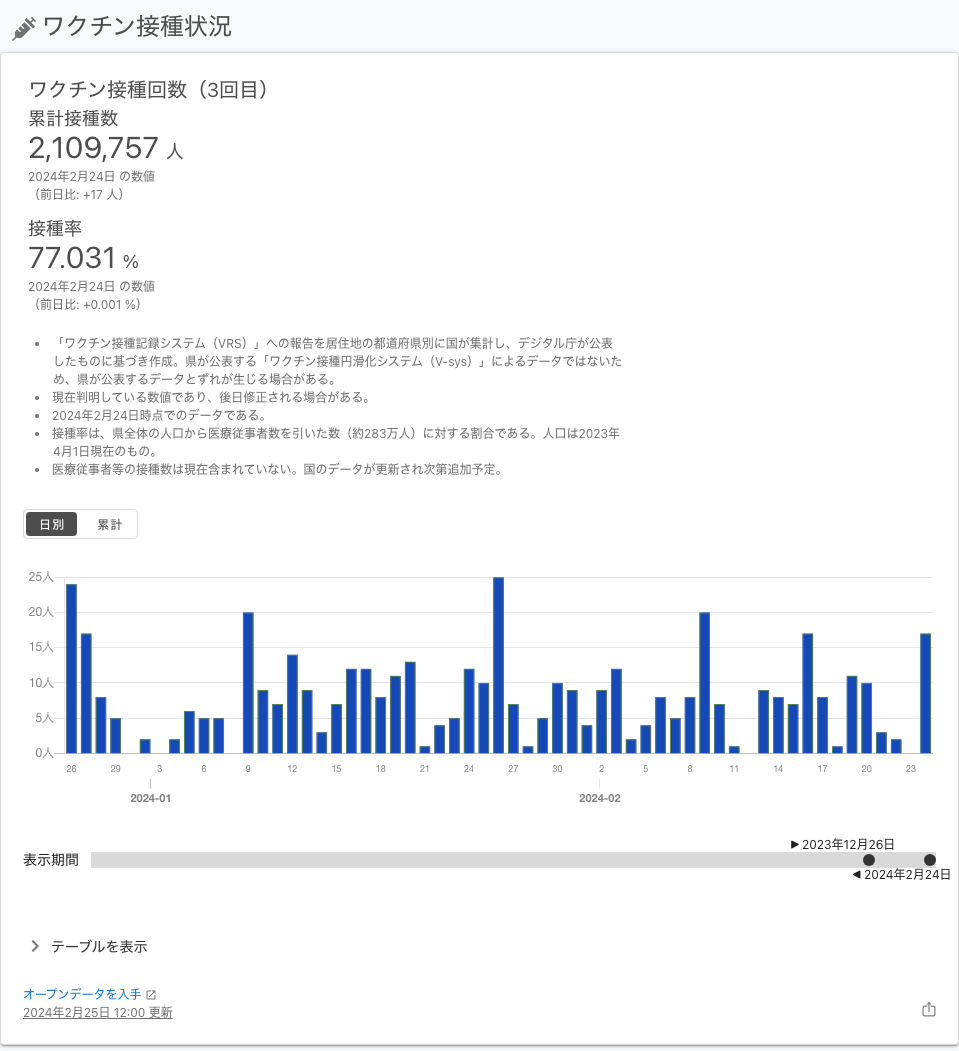 ワクチン接種状況
ワクチン接種回数（3回目）
累計接種数
2,109,757 人
2024年2月24日 の数値
（前日比: +17 人）
接種率
77.031 %
2024年2月24日 の数値
（前日比: +0.001 %）
• 「ワクチン接種記録システム（VRS）」への報告を居住地の都道府県別に国が集計し、デジタル庁が公表
したものに基づき作成。県が公表する「ワクチン接種円滑化システム（V-sys）」によるデータではないた
め、県が公表するデータとずれが生じる場合がある。
• 現在判明している数値であり、後日修正される場合がある。
• 2024年2月24日時点でのデータである。
• 接種率は、県全体の人口から医療従事者数を引いた数（約283万人）に対する割合である。人口は2023年
4月1日現在のもの。
• 医療従事者等の接種数は現在含まれていない。国のデータが更新され次第追加予定。
日別 累計
25人
20人
15人
10人
5人
0人
26 29 3 6 9 12 15 18 21 24 27 30 2 5 8 11 14 17 20 23
2024-01 2024-02
▶ 2023年12月26日
表示期間
◀ 2024年2月24日
テーブルを表示
オープンデータを入手
2024年2月25日 12:00 更新